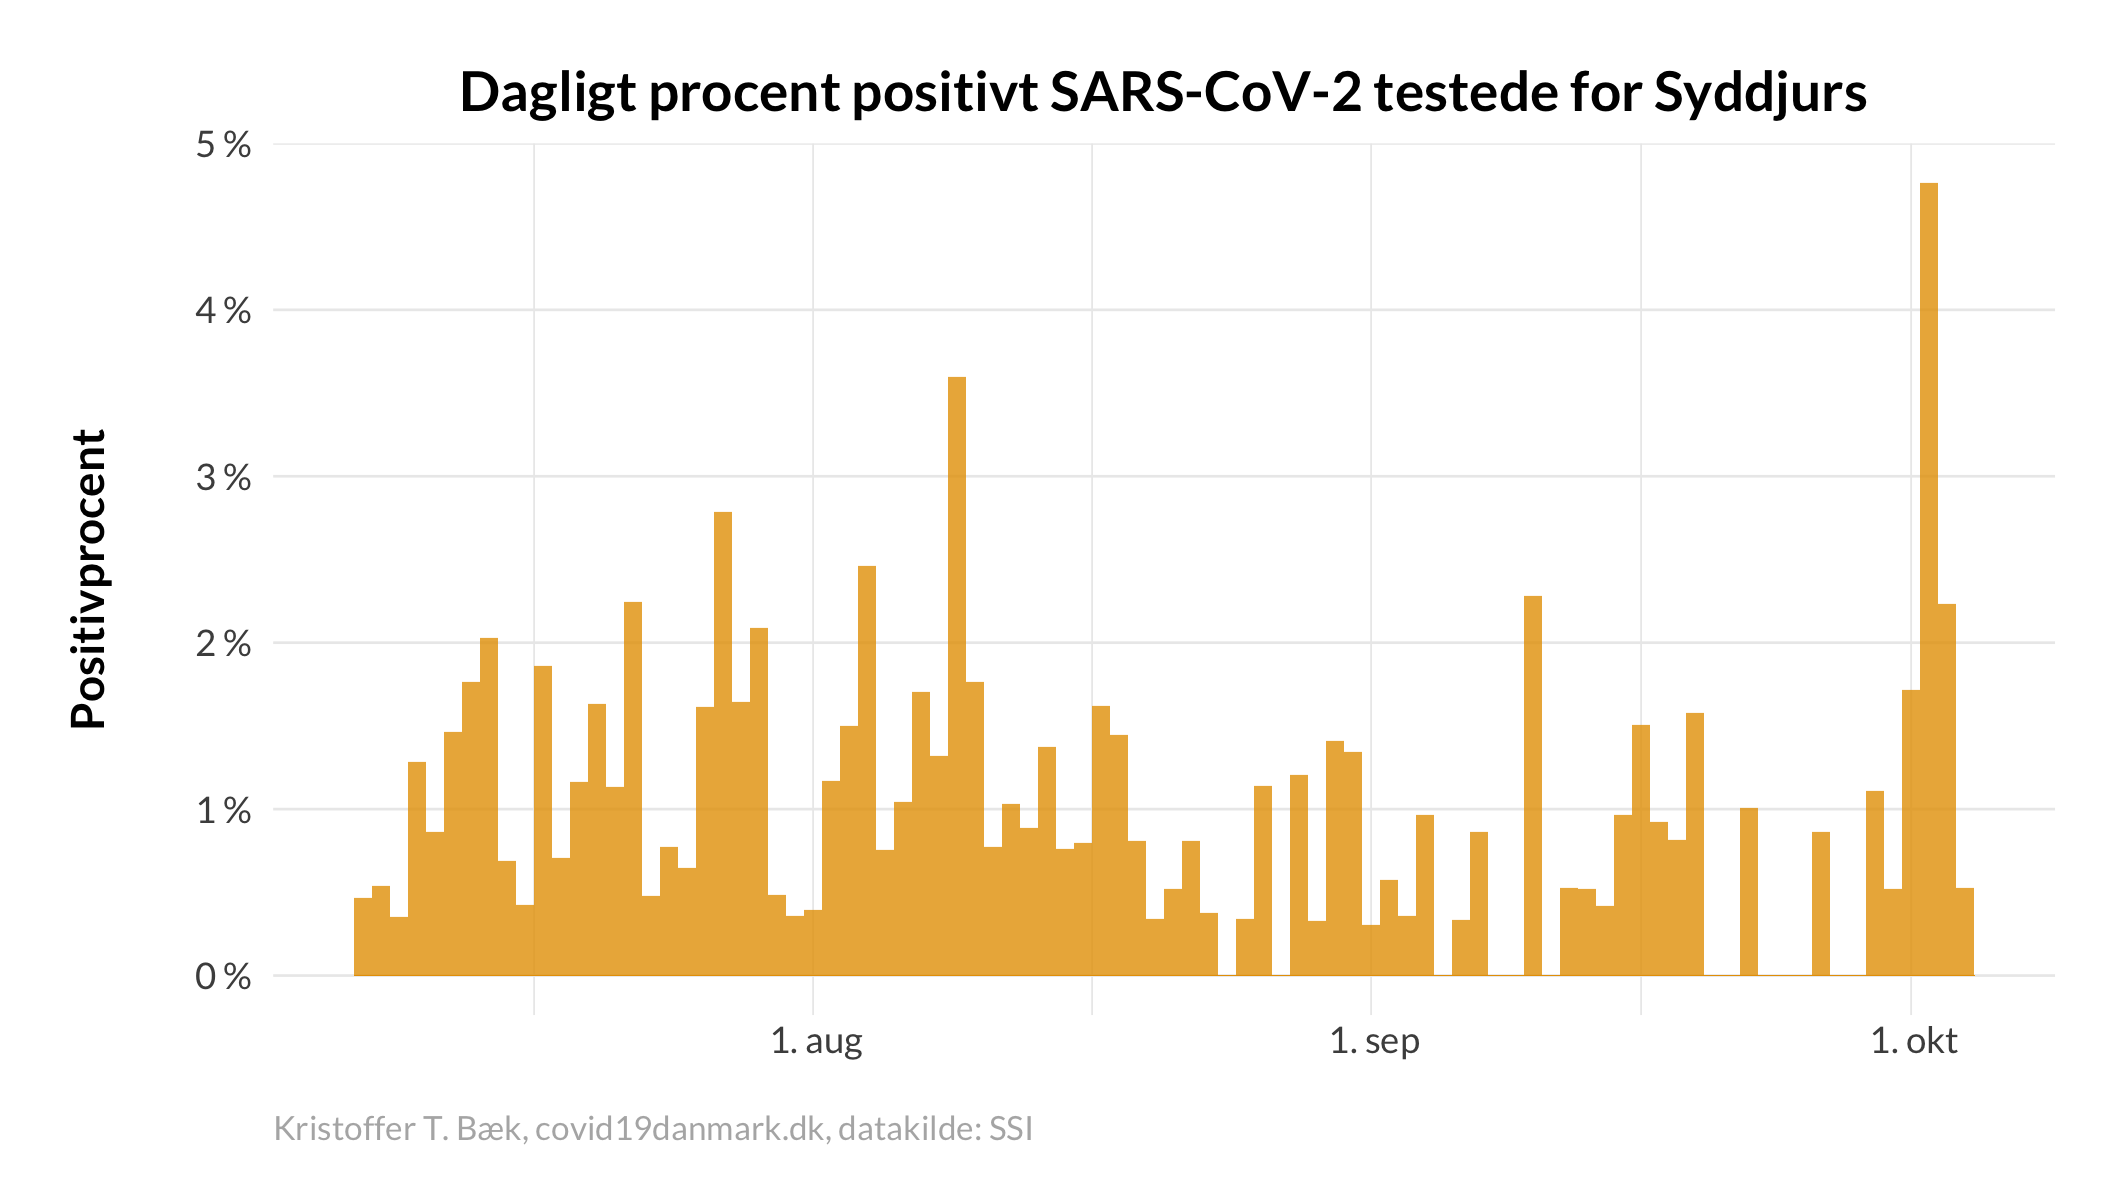 Dagligt procent positivt SARS-CoV-2 testede for Syddjurs
Positivprocent
5 %
4 %
3 %
2 %
1 %
0 %
1. aug
1. sep
1. okt
Kristoffer T. Bæk, covid19danmark.dk, datakilde: SSI